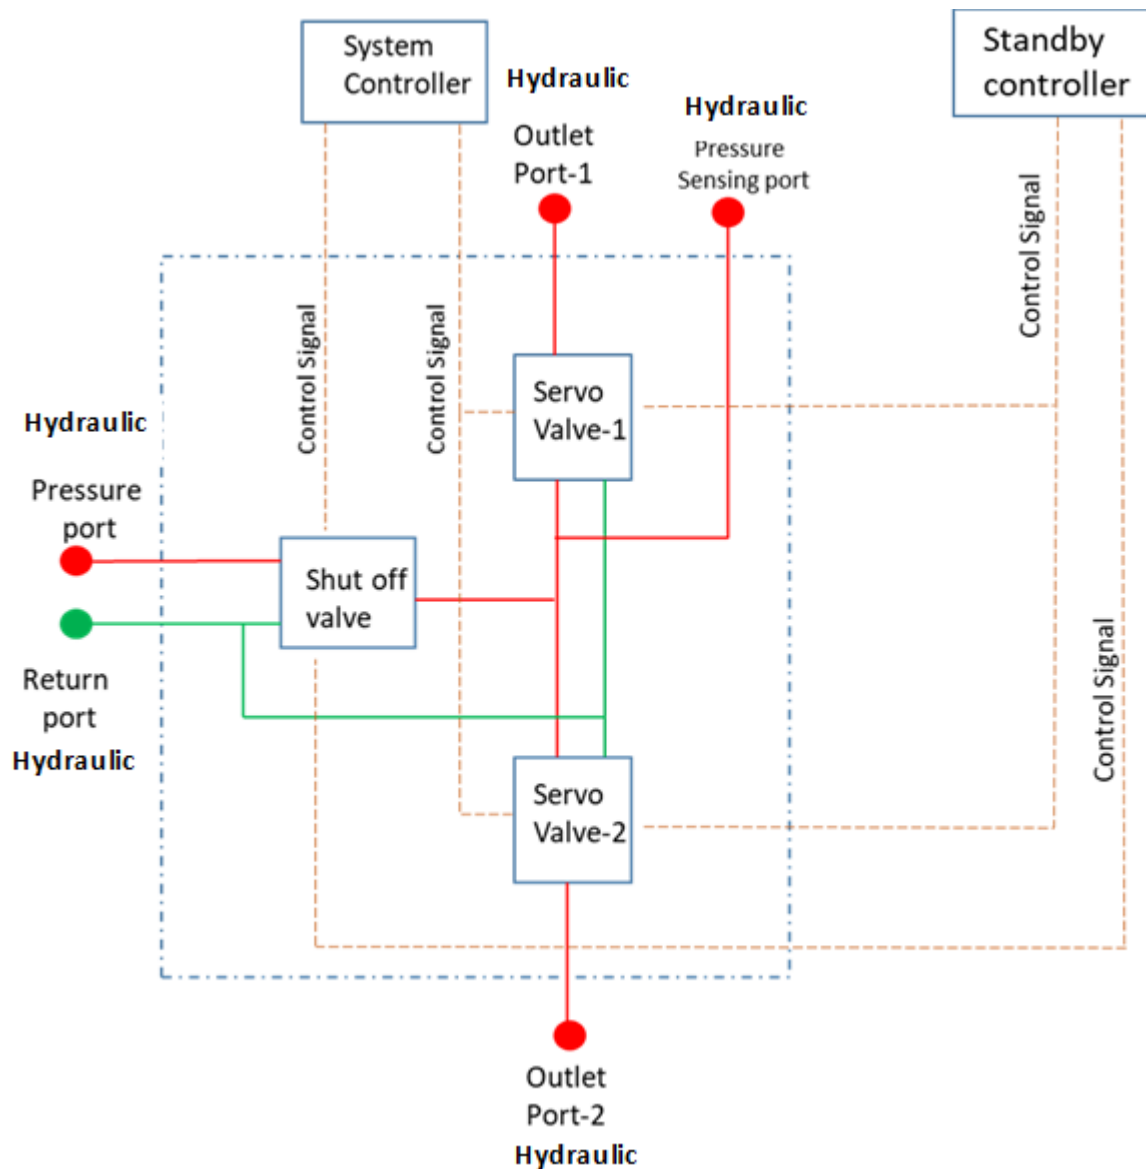 System
Controller
Standby
controller
Hydraulic
Outlet
Port-1
Hydraulic
Pressure
Sensing port
Control Signal
Control Signal
Control Signal
Servo
Valve-1
Hydraulic
Pressure
port
Shut off
valve
Return
port
Hydraulic
Control Signal
Servo
Valve-2
Outlet
Port-2
Hydraulic